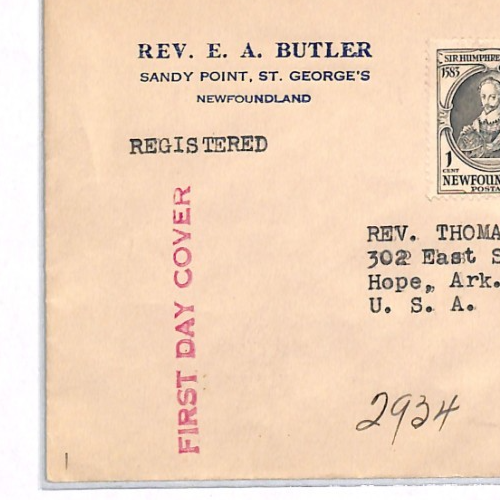 REV. E. A. BUTLER
SANDY POINT, ST. GEORGE'S
NEWFOUNDLAND
SIR HUMPHRE
1583
1
CENT
NEWFOUN
POSTA
REGISTERED
FIRST DAY COVER
REV. THOMA
302 East S
Hope, Ark.
U. S. A.
2934